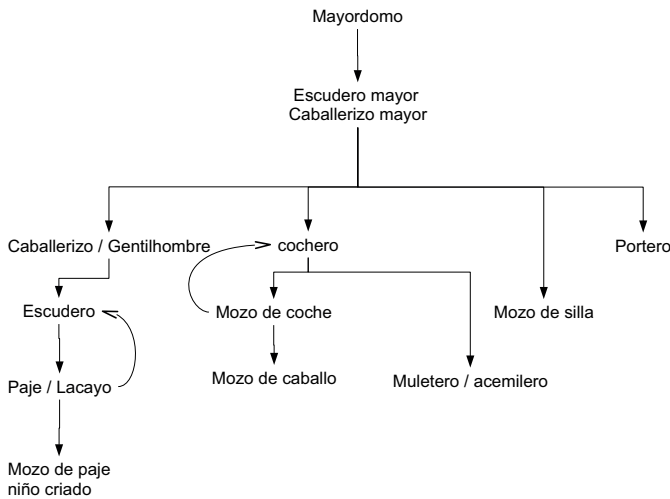 Mayordomo
Escudero mayor
Caballerizo mayor
Caballerizo / Gentilhombre
cochero
Portero
Escudero
Mozo de coche
Mozo de silla
Paje / Lacayo
Mozo de caballo
Muletero / acemilero
Mozo de paje
niño criado